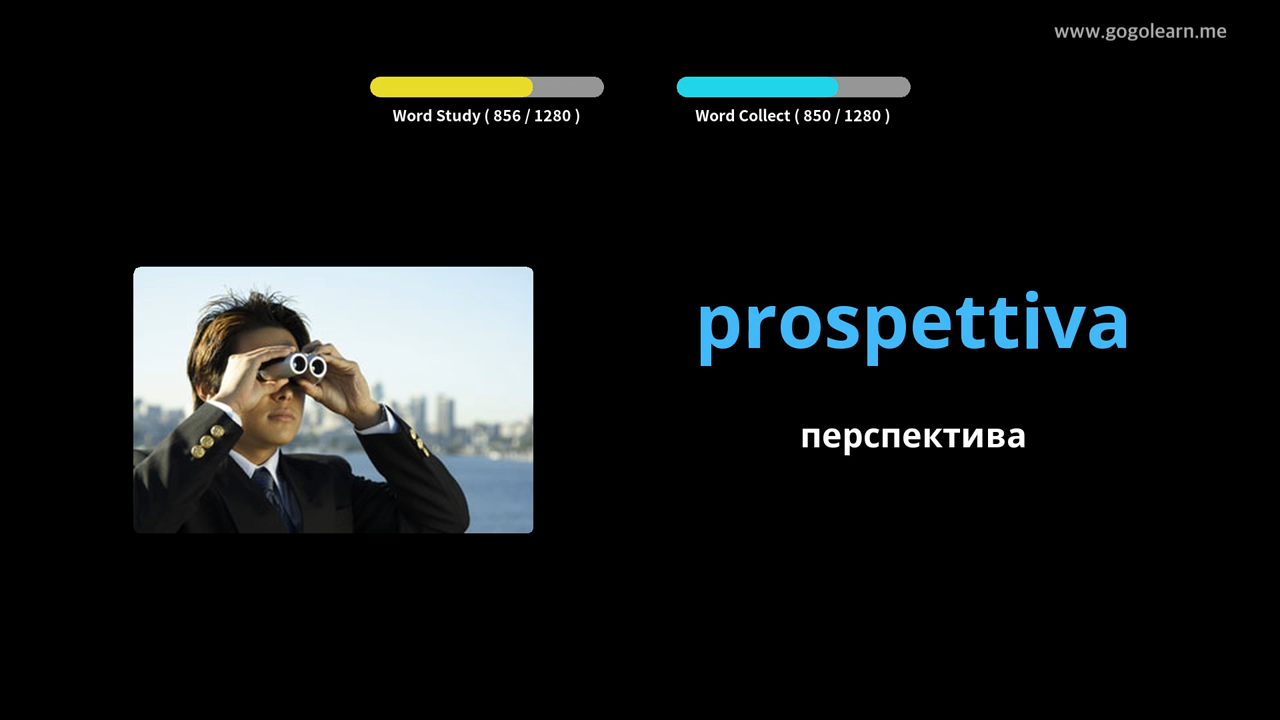 www.gogolearn.me
Word Study ( 856 / 1280 )
Word Collect ( 850 / 1280 )
prospettiva
перспектива